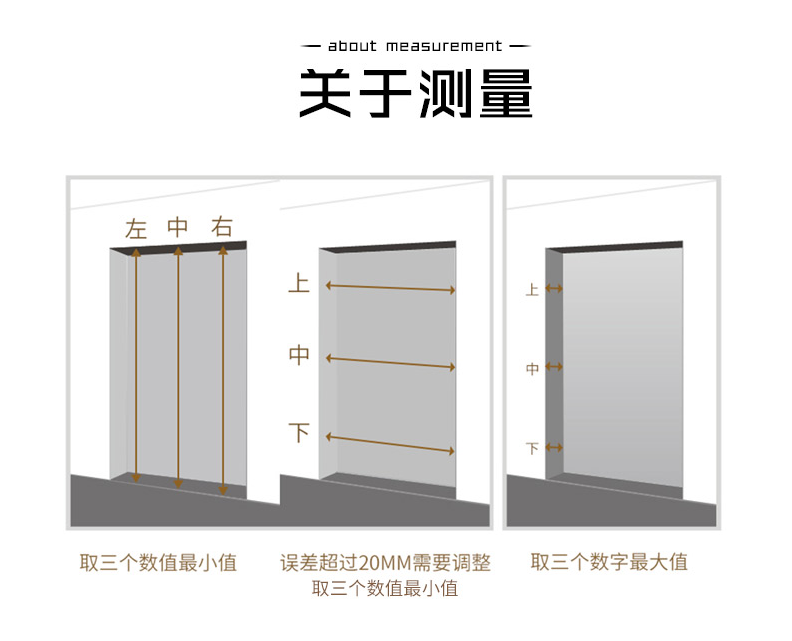 about measurement
关于测量
左 中 右
上
中
下
上
中
下
取三个数值最小值
误差超过20MM需要调整
取三个数值最小值
取三个数字最大值